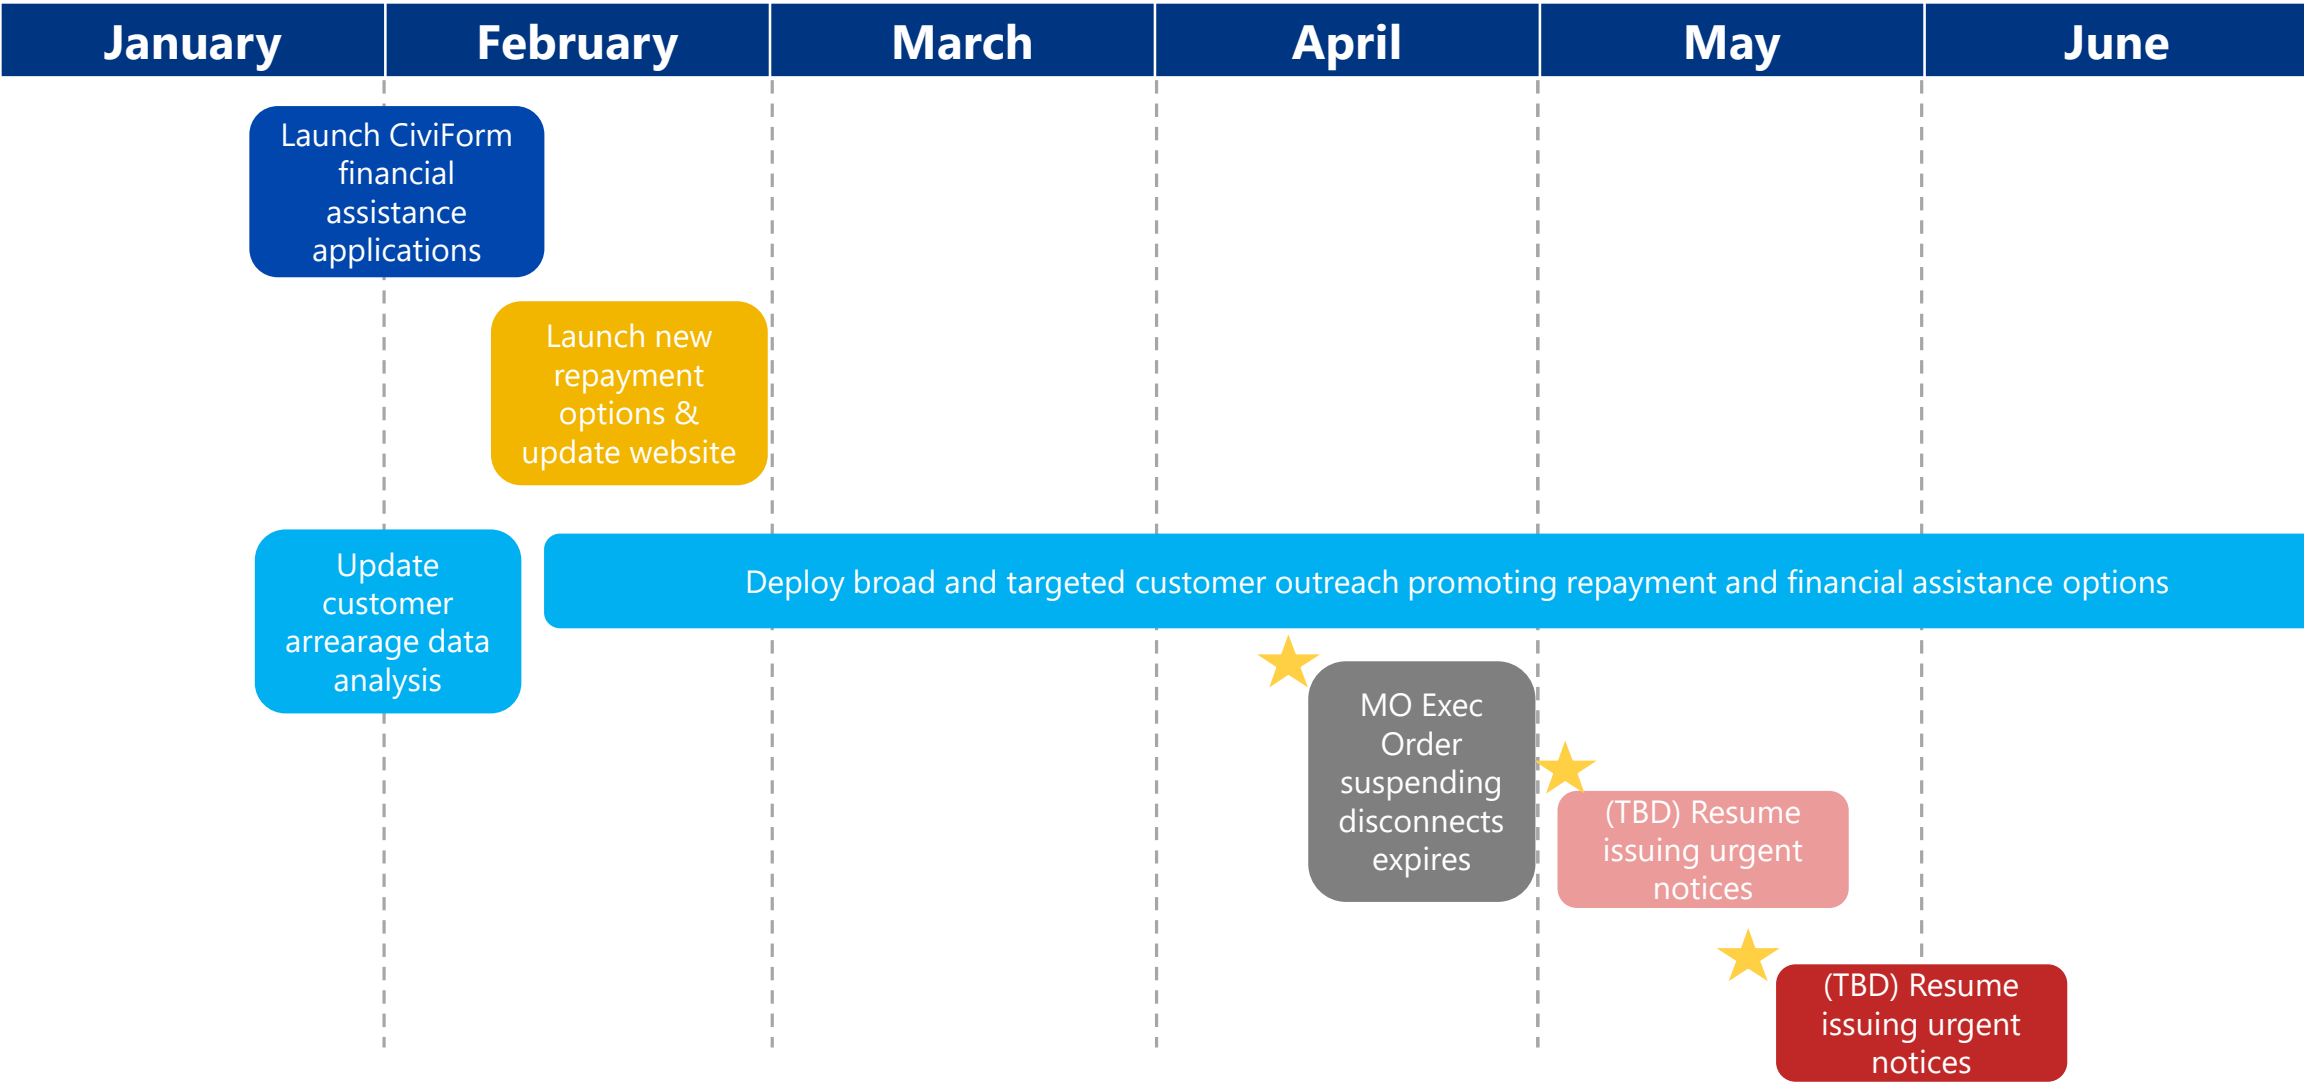 January February March April May June
Launch CiviForm
financial
assistance
applications
Launch new
repayment
options &
update website
Update
customer
arrearage data
analysis
Deploy broad and targeted customer outreach promoting repayment and financial assistance options
MO Exec
Order
suspending
disconnects
expires
(TBD) Resume
issuing urgent
notices
(TBD) Resume
issuing urgent
notices